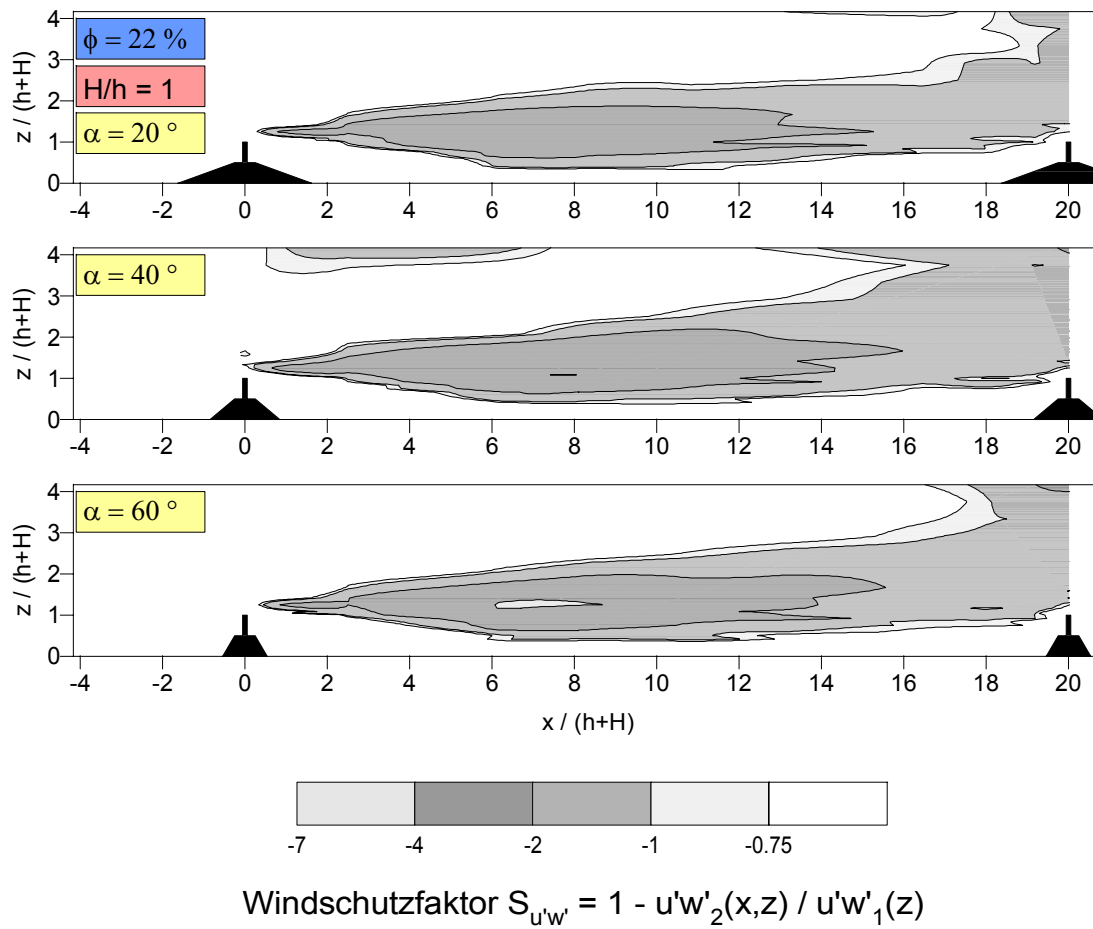 4
3
2
1
0
z / (h+H)
ϕ = 22 %
H/h = 1
α = 20 °
-4 -2 0 2 4 6 8 10 12 14 16 18 20
4
3
2
1
0
z / (h+H)
α = 40 °
-4 -2 0 2 4 6 8 10 12 14 16 18 20
4
3
2
1
0
z / (h+H)
α = 60 °
-4 -2 0 2 4 6 8 10 12 14 16 18 20
x / (h+H)
-7 -4 -2 -1 -0.75
Windschutzfaktor S_{u'w'} = 1 - u'w'_2(x,z) / u'w'_1(z)